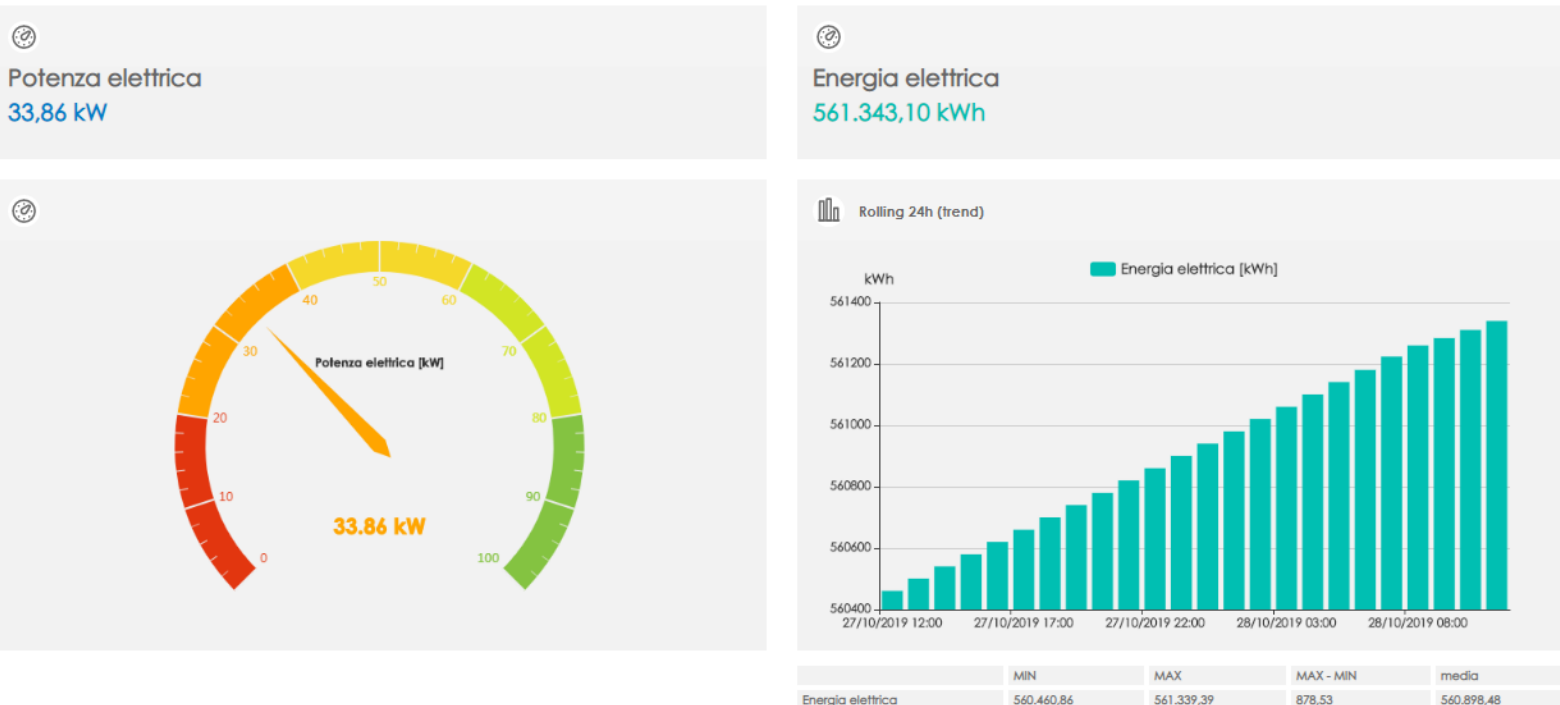 Potenza elettrica
33,86 kW
Energia elettrica
561.343,10 kWh
50
40
60
30
Potenza elettrica [kW]
70
20
80
10
90
33.86 kW
0
100
Rolling 24h (trend)
Energia elettrica [kWh]
kWh
561400
561200
561000
560800
560600
560400
27/10/2019 12:00
27/10/2019 17:00
27/10/2019 22:00
28/10/2019 03:00
28/10/2019 08:00
MIN MAX MAX - MIN media
Energia elettrica 560.460,86 561.339,39 878,53 560.898,48